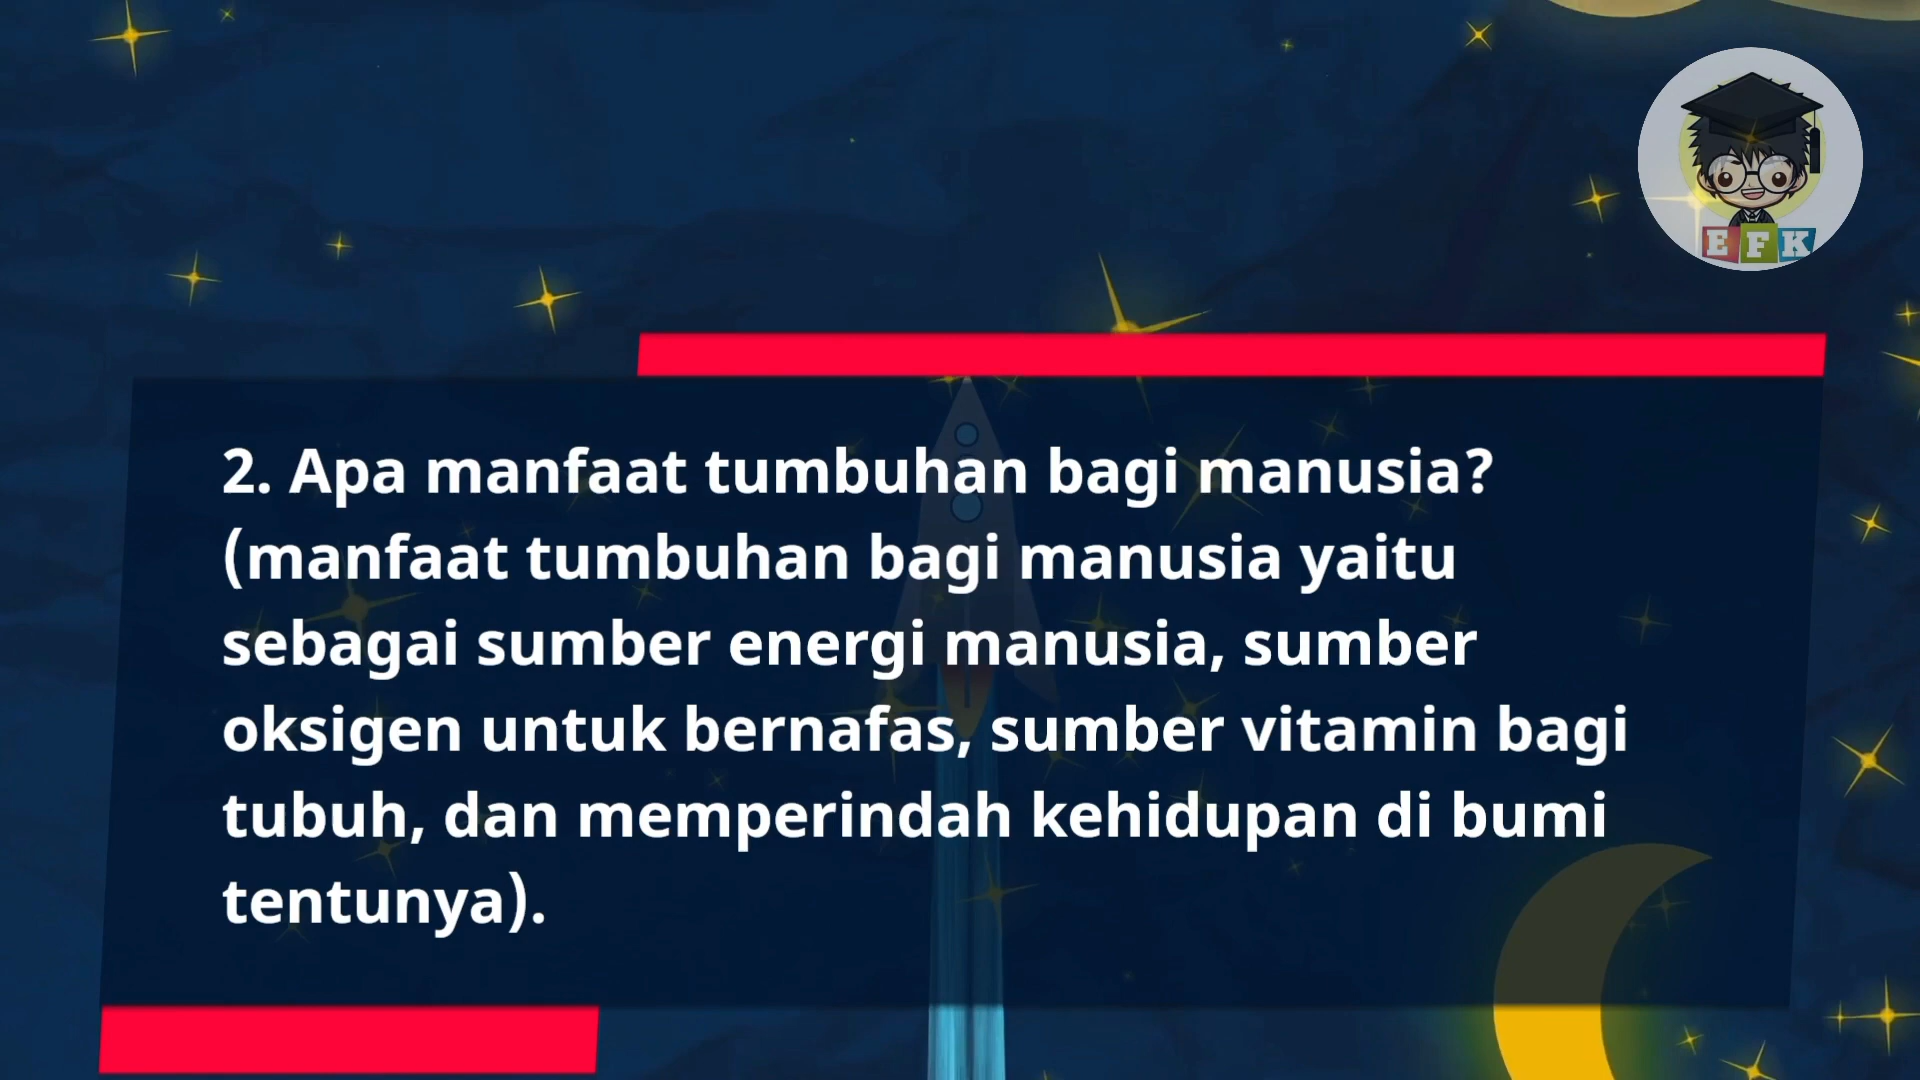 EFK
2. Apa manfaat tumbuhan bagi manusia?
(manfaat tumbuhan bagi manusia yaitu
sebagai sumber energi manusia, sumber
oksigen untuk bernafas, sumber vitamin bagi
tubuh, dan memperindah kehidupan di bumi
tentunya).